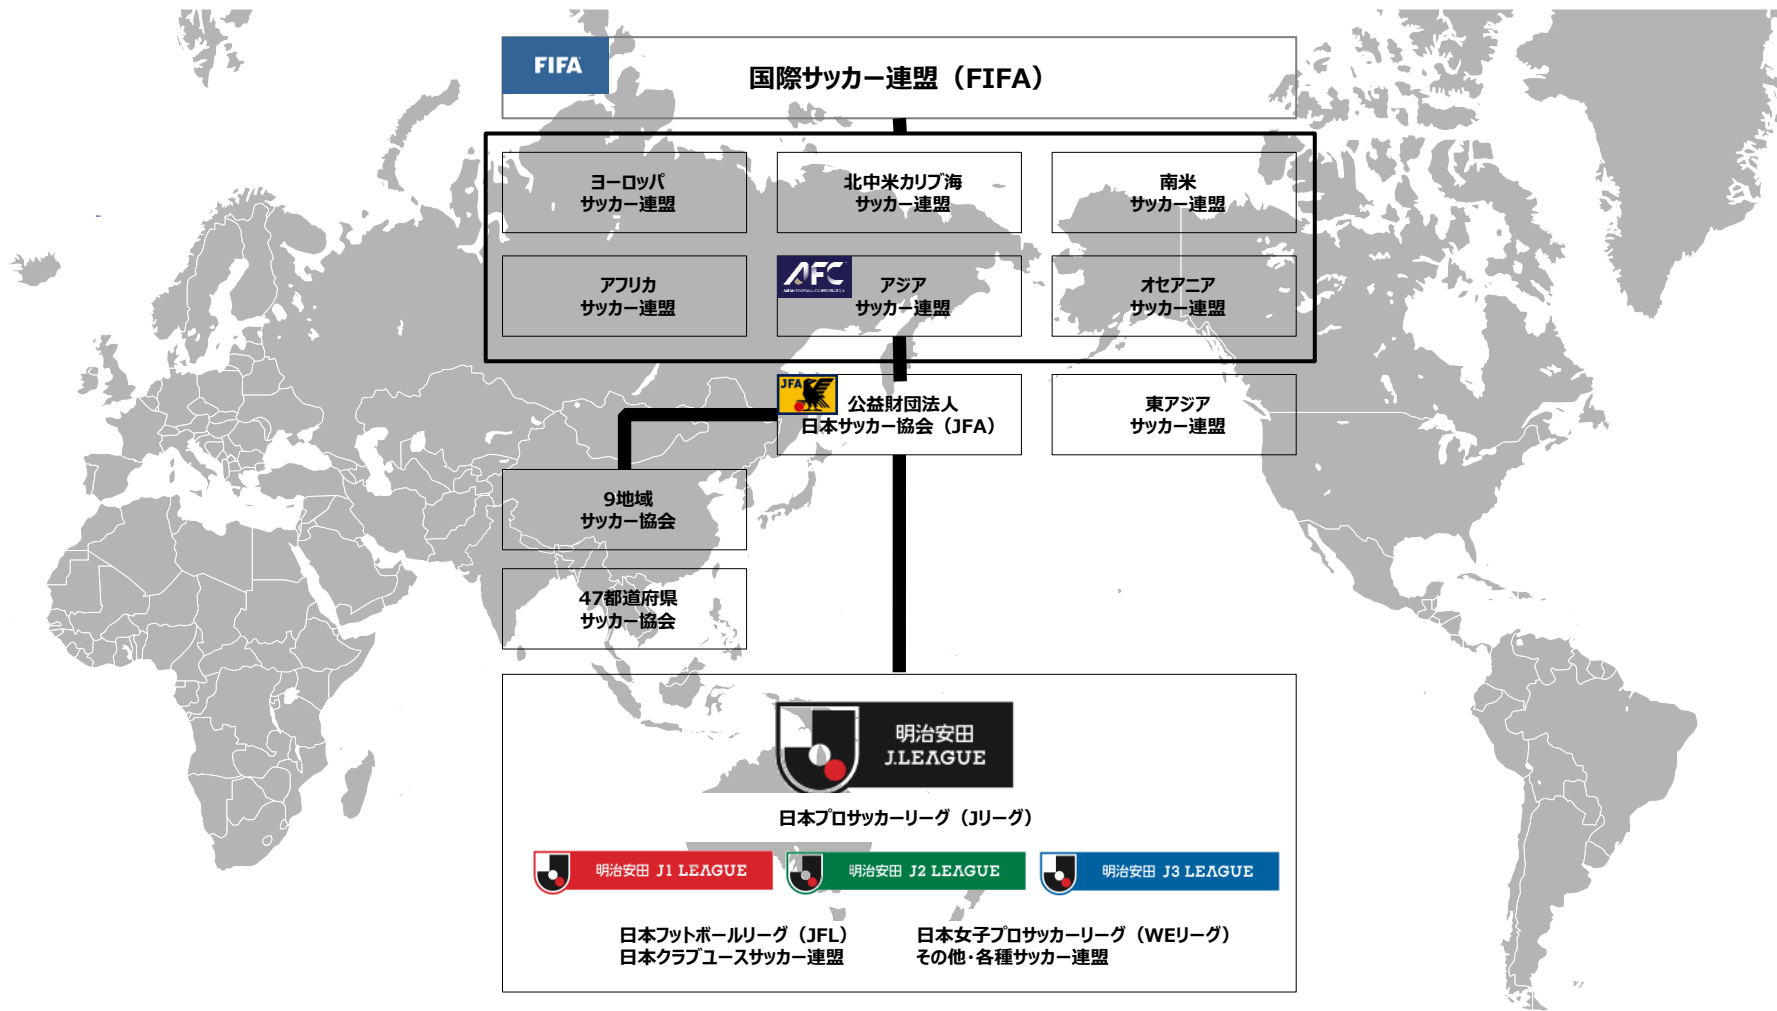 FIFA
国際サッカー連盟（FIFA）
ヨーロッパ
サッカー連盟
北中米カリブ海
サッカー連盟
南米
サッカー連盟
アフリカ
サッカー連盟
AFC
アジア
サッカー連盟
オセアニア
サッカー連盟
JFA
公益財団法人
日本サッカー協会（JFA）
東アジア
サッカー連盟
9地域
サッカー協会
47都道府県
サッカー協会
明治安田
J.LEAGUE
日本プロサッカーリーグ（Jリーグ）
明治安田 J1 LEAGUE
明治安田 J2 LEAGUE
明治安田 J3 LEAGUE
日本フットボールリーグ（JFL）
日本クラブユースサッカー連盟
日本女子プロサッカーリーグ（WEリーグ）
その他・各種サッカー連盟